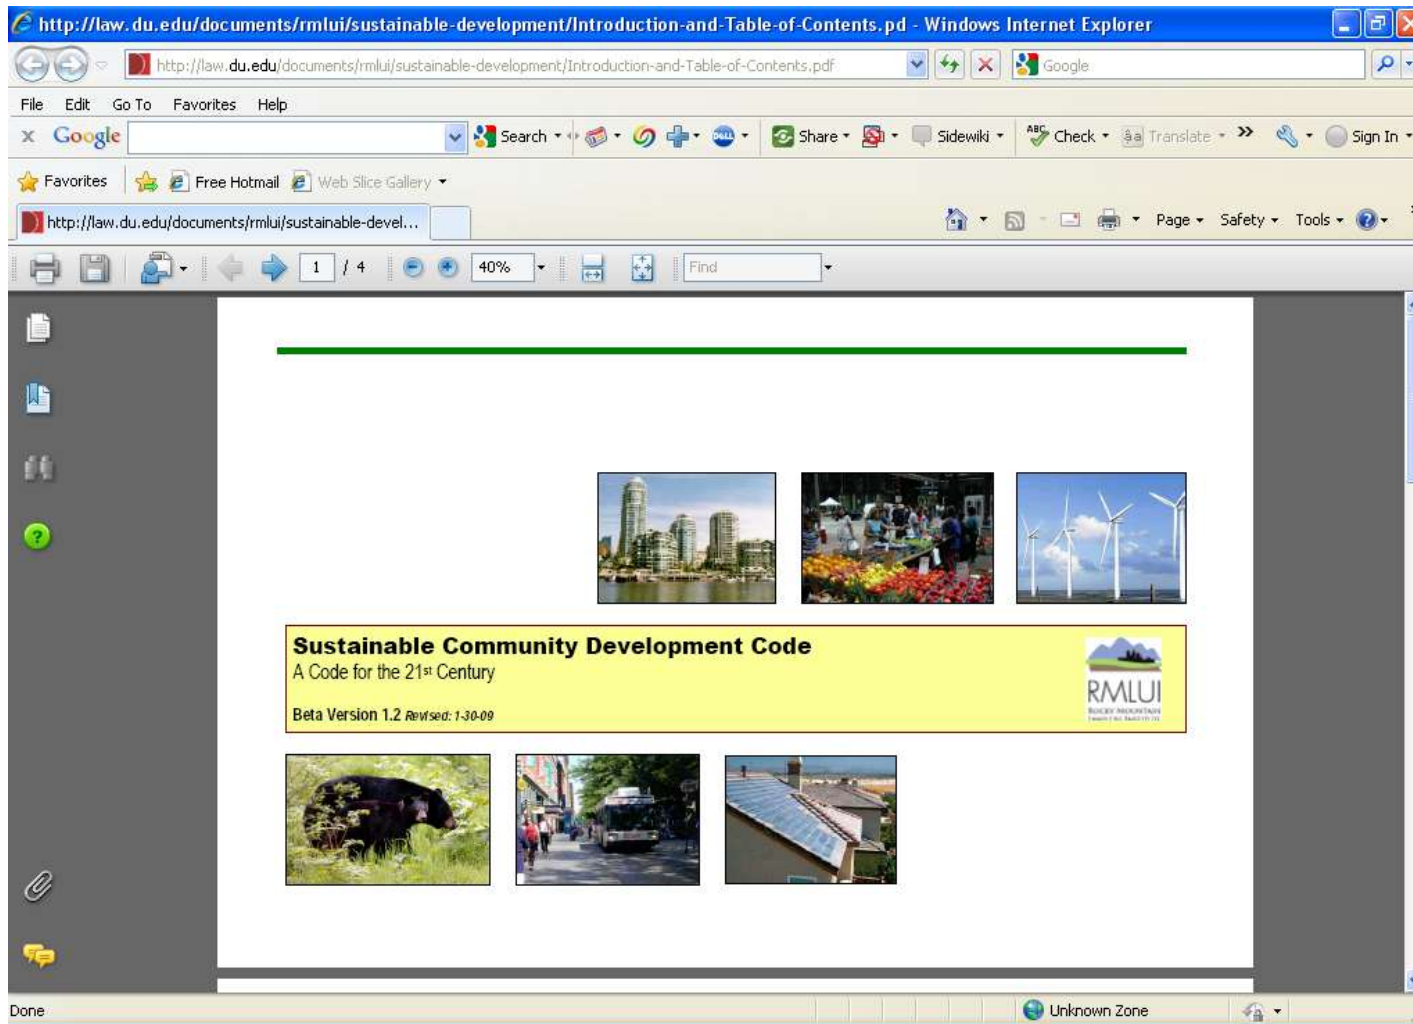 http://law.du.edu/documents/rmlui/sustainable-development/Introduction-and-Table-of-Contents.pd - Windows Internet Explorer
http://law.du.edu/documents/rmlui/sustainable-development/Introduction-and-Table-of-Contents.pdf Google
File Edit Go To Favorites Help
x Google Search Share Sidewiki ABC Check Translate Sign In
Favorites Free Hotmail Web Slice Gallery
http://law.du.edu/documents/rmlui/sustainable-devel... Page Safety Tools
1 / 4 40% Find
Sustainable Community Development Code
A Code for the 21st Century
Beta Version 1.2 Revised: 1-30-09
RMLUI
ROCKY MOUNTAIN
Done Unknown Zone